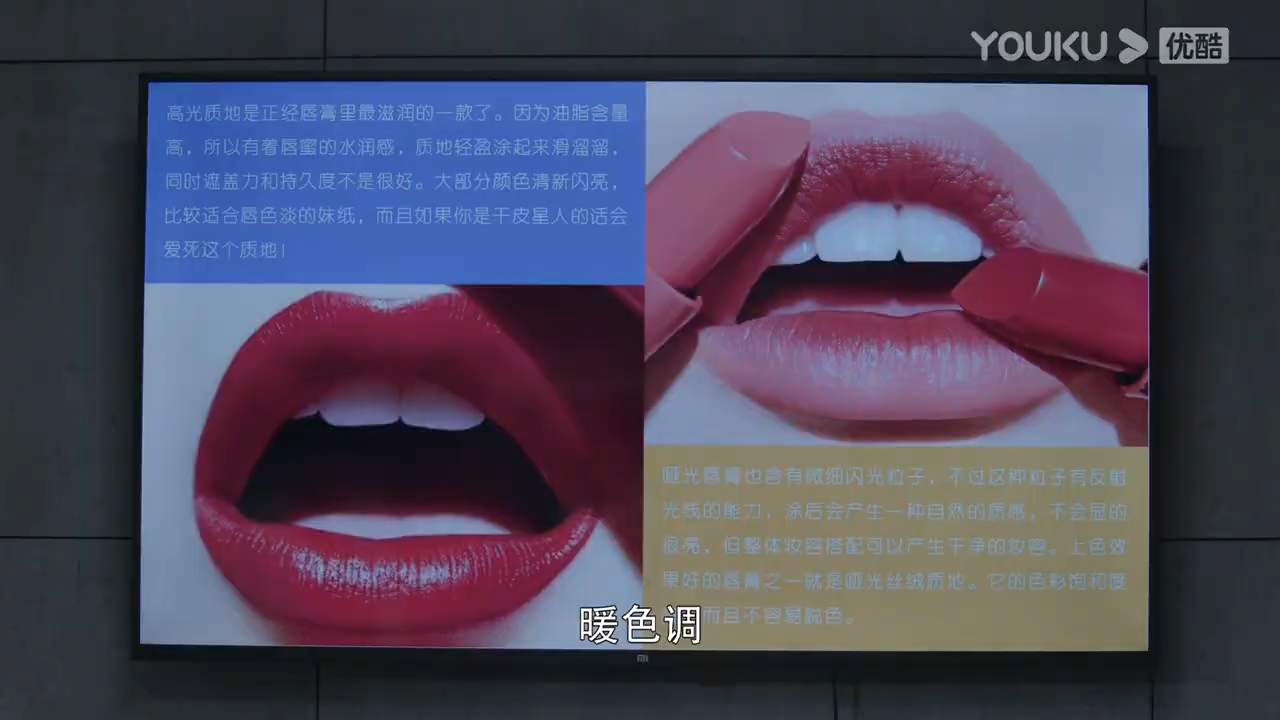 YOUKU 优酷
高光质地是正经唇膏里最滋润的一款了。因为油脂含量
高，所以有着唇蜜的水润感，质地轻盈涂起来滑溜溜，
同时遮盖力和持久度不是很好。大部分颜色清新闪亮，
比较适合唇色淡的妹纸，而且如果你是干皮星人的话会
爱死这个质地！
哑光唇膏也含有微细闪光粒子，不过这种粒子有反射
光线的能力，涂后会产生一种自然的质感。不会显的
很亮，但整体妆容搭配可以产生干净的妆容。上色效
果好的唇膏之一就是哑光丝绒质地。它的色彩饱和度
而且不容易脱色。
暖色调
mi